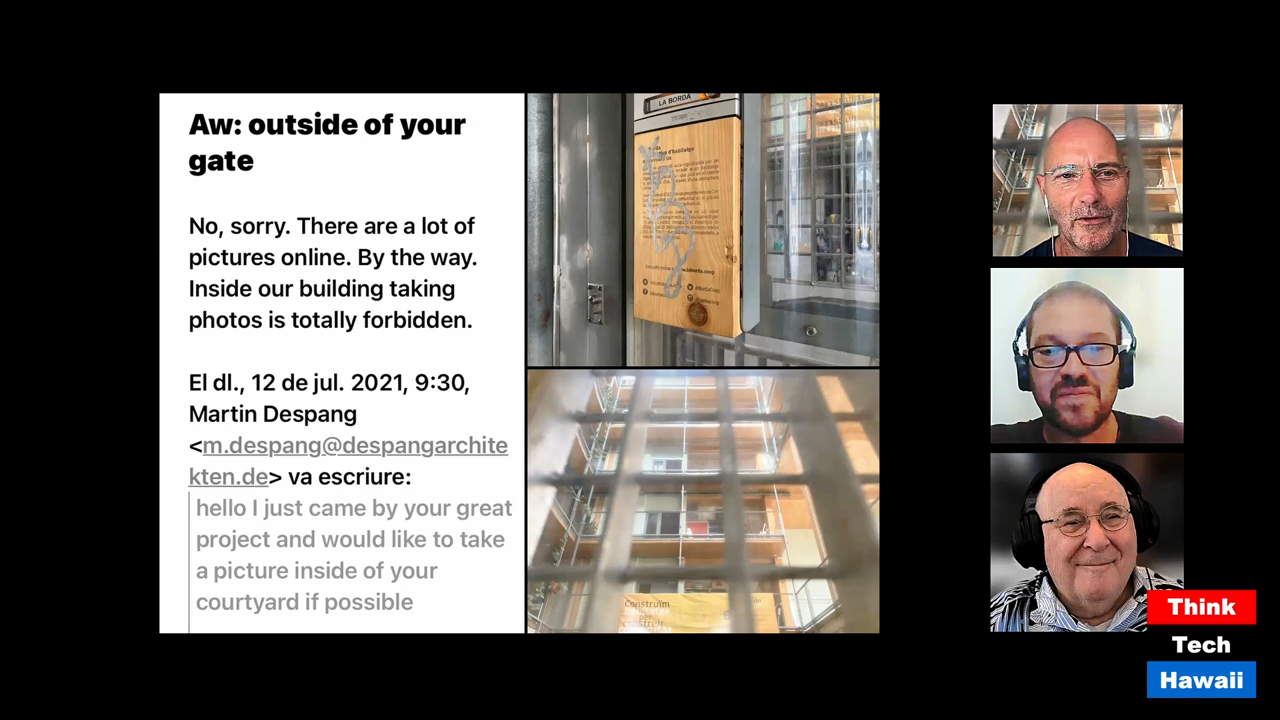 Aw: outside of your
gate
No, sorry. There are a lot of
pictures online. By the way.
Inside our building taking
photos is totally forbidden.
El dl., 12 de jul. 2021, 9:30,
Martin Despang
<m.despang@despangarchite
kten.de> va escriure:
hello I just came by your great
project and would like to take
a picture inside of your
courtyard if possible
LA BORDA
Construïm
per
construir
Think
Tech
Hawaii